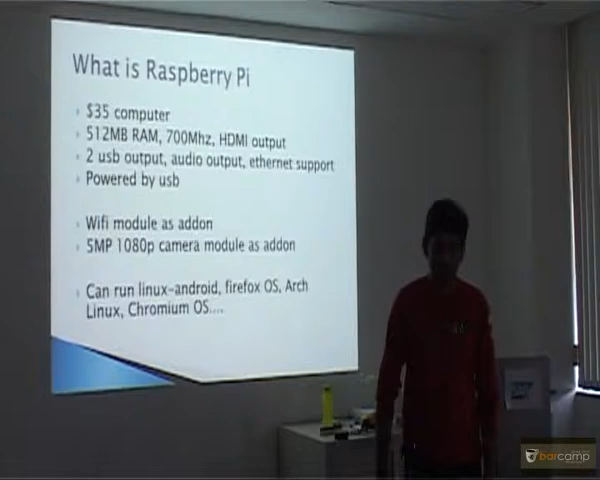 What is Raspberry Pi
$35 computer
512MB RAM, 700Mhz, HDMI output
2 usb output, audio output, ethernet support
Powered by usb
Wifi module as addon
5MP 1080p camera module as addon
Can run linux-android, firefox OS, Arch
Linux, Chromium OS....
SAP
barcamp